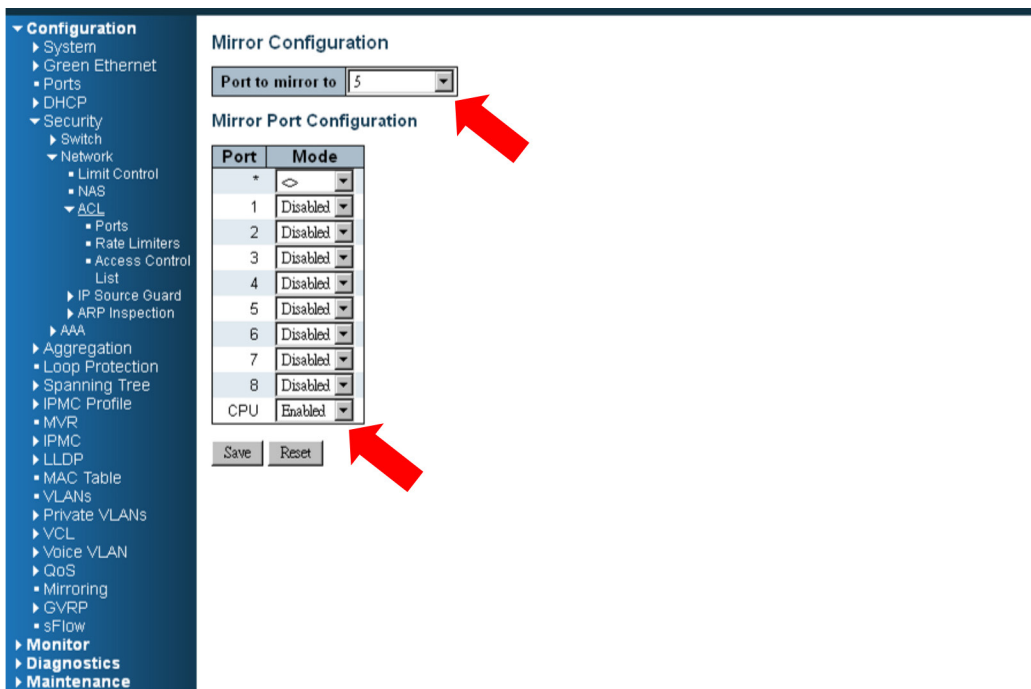 Configuration
System
Green Ethernet
Ports
DHCP
Security
Switch
Network
Limit Control
NAS
ACL
Ports
Rate Limiters
Access Control
List
IP Source Guard
ARP Inspection
AAA
Aggregation
Loop Protection
Spanning Tree
IPMC Profile
MVR
IPMC
LLDP
MAC Table
VLANs
Private VLANs
VCL
Voice VLAN
QoS
Mirroring
GVRP
sFlow
Monitor
Diagnostics
Maintenance
Mirror Configuration
Port to mirror to 5
Mirror Port Configuration
Port Mode
* <>
1 Disabled
2 Disabled
3 Disabled
4 Disabled
5 Disabled
6 Disabled
7 Disabled
8 Disabled
CPU Enabled
Save Reset